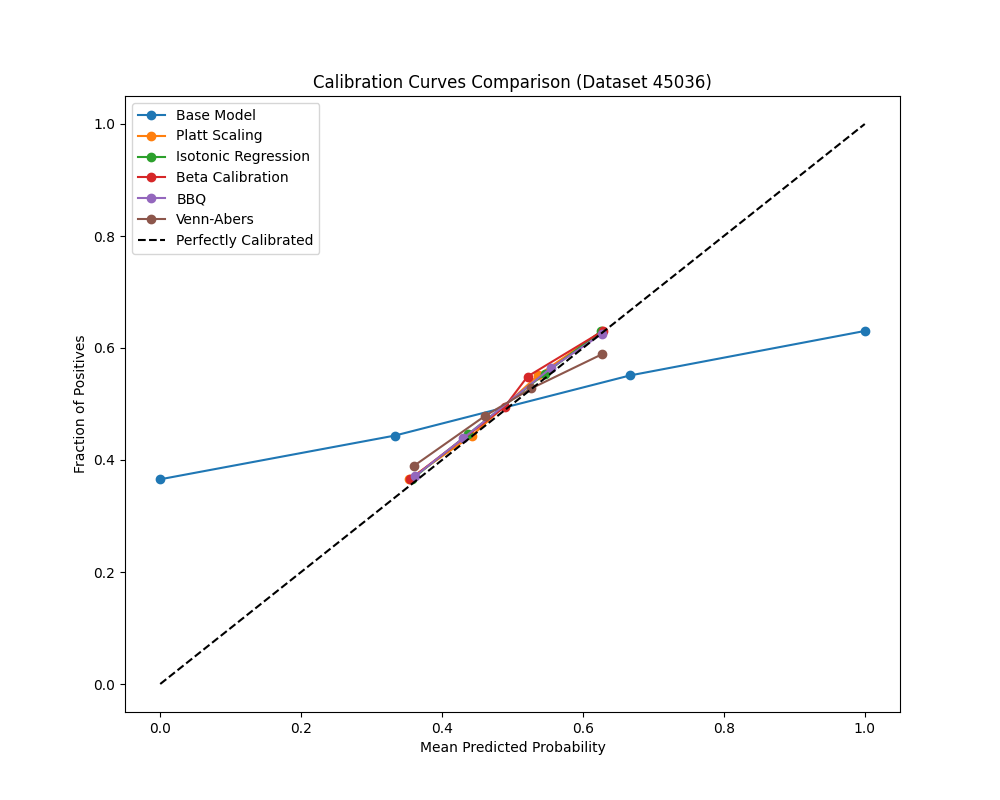 Calibration Curves Comparison (Dataset 45036)
Base Model
Platt Scaling
Isotonic Regression
Beta Calibration
BBQ
Venn-Abers
Perfectly Calibrated
Fraction of Positives
1.0
0.8
0.6
0.4
0.2
0.0
0.0 0.2 0.4 0.6 0.8 1.0
Mean Predicted Probability